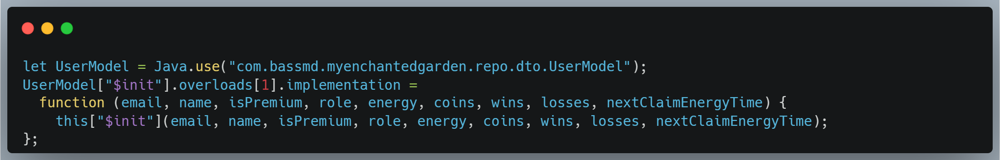 let UserModel = Java.use("com.bassmd.myenchantedgarden.repo.dto.UserModel");
UserModel["$init"].overloads[1].implementation =
  function (email, name, isPremium, role, energy, coins, wins, losses, nextClaimEnergyTime) {
    this["$init"](email, name, isPremium, role, energy, coins, wins, losses, nextClaimEnergyTime);
};